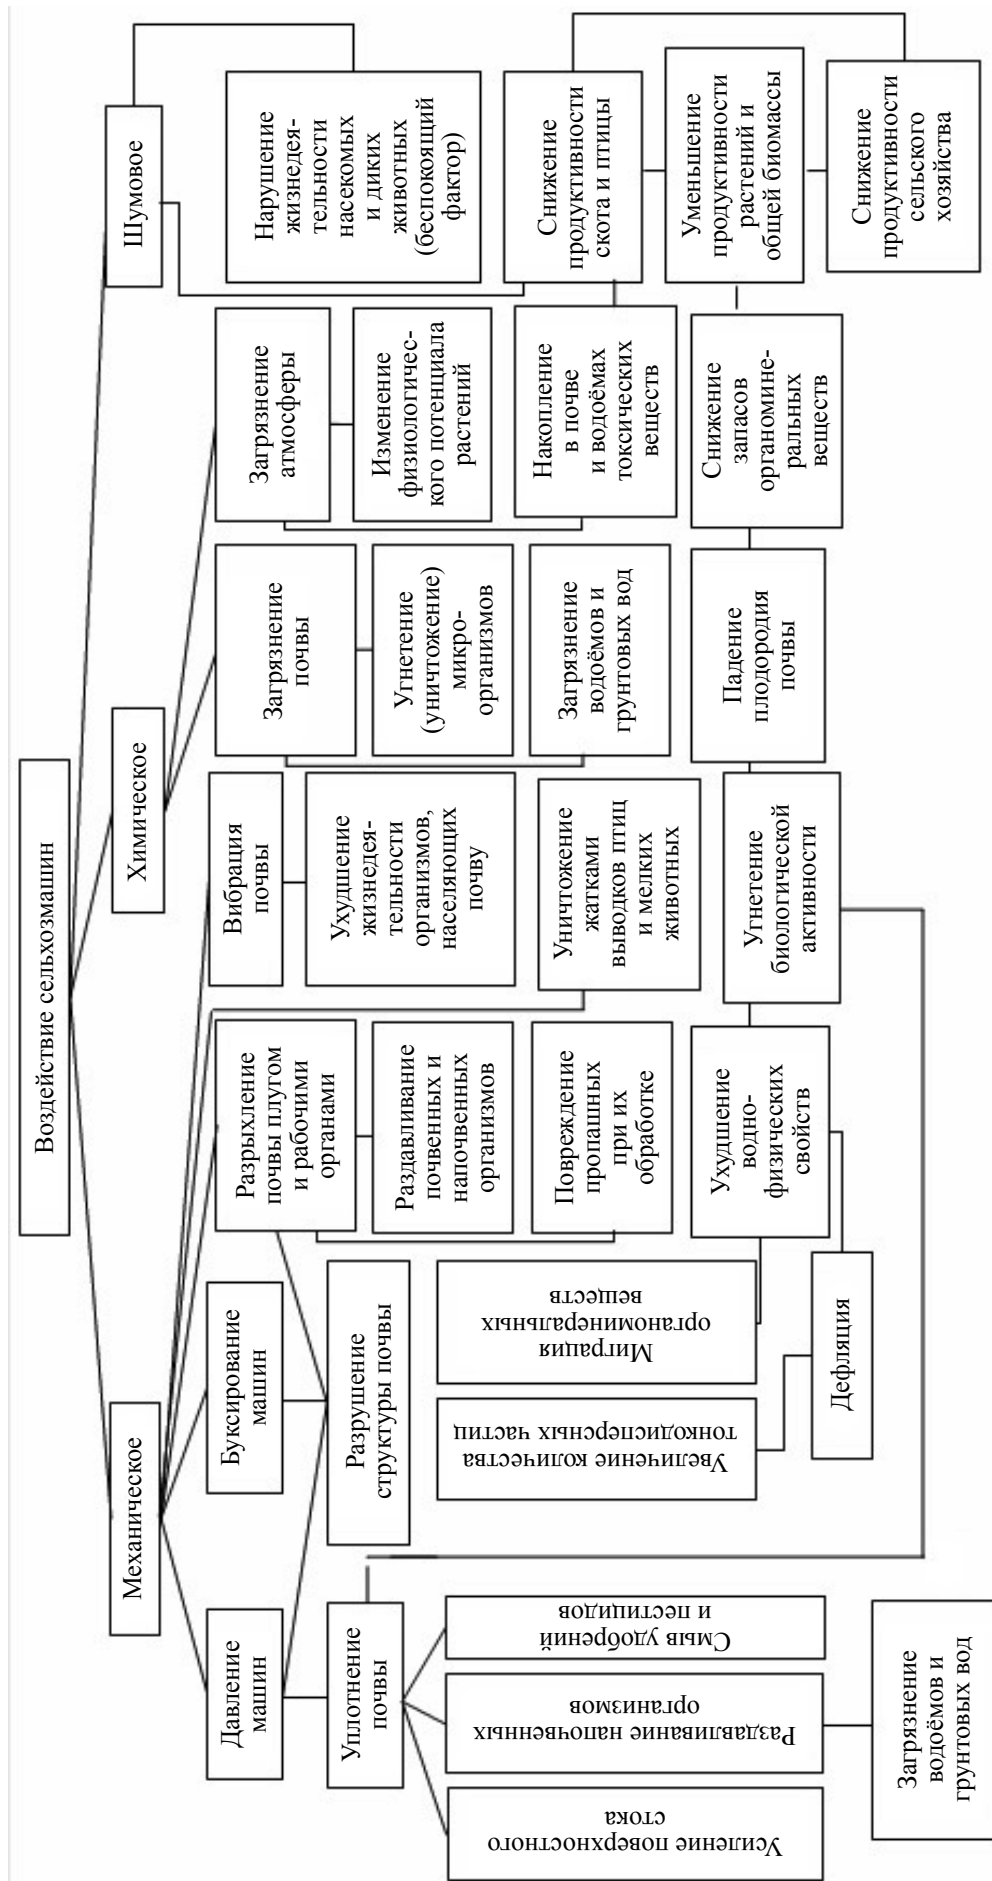 Воздействие сельхозмашин
Механическое
Химическое
Шумовое
Давление
машин
Буксирование
машин
Разрыхление
почвы плугом
и рабочими
органами
Вибрация
почвы
Загрязнение
почвы
Загрязнение
атмосферы
Нарушение
жизнедея-
тельности
насекомых
и диких
животных
(беспокоящий
фактор)
Уплотнение
почвы
Разрушение
структуры почвы
Раздавливание
почвенных и
напочвенных
организмов
Ухудшение
жизнедея-
тельности
организмов,
населяющих
почву
Угнетение
(уничтожение)
микро-
организмов
Изменение
физиологичес-
кого потенциала
растений
Усиление поверхностного
стока
Раздавливание напочвенных
организмов
Смыв удобрений
и пестицидов
Увеличение количества
тонкодисперсных частиц
Миграция
органоминеральных
веществ
Повреждение
пропашных
при их
обработке
Уничтожение
жатками
выводков птиц
и мелких
животных
Загрязнение
водоёмов и
грунтовых вод
Накопление
в почве
и водоёмах
токсических
веществ
Снижение
продуктивности
скота и птицы
Ухудшение
водно-
физических
свойств
Угнетение
биологической
активности
Падение
плодородия
почвы
Снижение
запасов
органомине-
ральных
веществ
Уменьшение
продуктивности
растений и
общей биомассы
Дефляция
Снижение
продуктивности
сельского
хозяйства
Загрязнение
водоёмов и
грунтовых вод